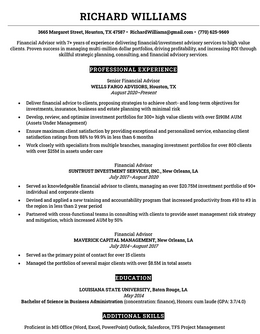 RICHARD WILLIAMS
3665 Margaret Street, Houston, TX 47587 • RichardWilliams@gmail.com • (770) 625-9669
Financial Advisor with 7+ years of experience delivering financial/investment advisory services to high value
clients. Proven success in managing multi-million dollar portfolios, driving profitability, and increasing ROI through
skillful strategic planning, consulting, and financial advisory services.
PROFESSIONAL EXPERIENCE
Senior Financial Advisor
WELLS FARGO ADVISORS, Houston, TX
August 2020–Present
• Deliver financial advice to clients, proposing strategies to achieve short- and long-term objectives for
investments, insurance, business and estate planning with minimal risk
• Develop, review, and optimize investment portfolios for 300+ high value clients with over $190M AUM
(Assets Under Management)
• Ensure maximum client satisfaction by providing exceptional and personalized service, enhancing client
satisfaction ratings from 88% to 99.9% in less than 6 months
• Work closely with specialists from multiple branches, managing investment portfolios for over 800 clients
with over $25M in assets under care
Financial Advisor
SUNTRUST INVESTMENT SERVICES, INC., New Orleans, LA
July 2017–August 2020
• Served as knowledgeable financial advisor to clients, managing an over $20.75M investment portfolio of 90+
individual and corporate clients
• Devised and applied a new training and accountability program that increased productivity from #10 to #3 in
the region in less than 2 year period
• Partnered with cross-functional teams in consulting with clients to provide asset management risk strategy
and mitigation, which increased AUM by 50%
Financial Advisor
MAVERICK CAPITAL MANAGEMENT, New Orleans, LA
July 2014–August 2017
• Served as the primary point of contact for over 15 clients
• Managed the portfolios of several major clients with over $8.5M in total assets
EDUCATION
LOUISIANA STATE UNIVERSITY, Baton Rouge, LA
May 2014
Bachelor of Science in Business Administration (concentration: finance), Honors: cum laude (GPA: 3.7/4.0)
ADDITIONAL SKILLS
Proficient in MS Office (Word, Excel, PowerPoint) Outlook, Salesforce, TFS Project Management